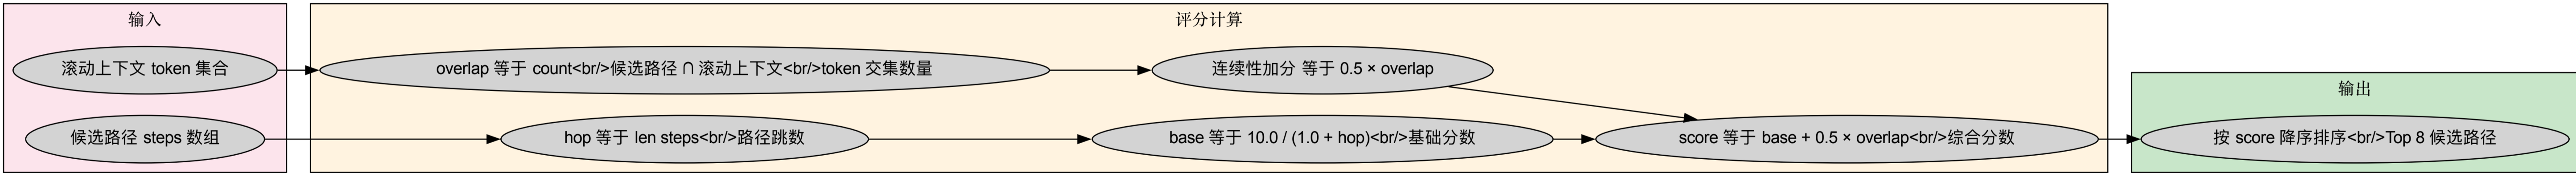 输入
滚动上下文 token 集合
候选路径 steps 数组
评分计算
overlap 等于 count<br/>候选路径 ∩ 滚动上下文<br/>token 交集数量
连续性加分 等于 0.5 × overlap
hop 等于 len steps<br/>路径跳数
base 等于 10.0 / (1.0 + hop)<br/>基础分数
score 等于 base + 0.5 × overlap<br/>综合分数
输出
按 score 降序排序<br/>Top 8 候选路径